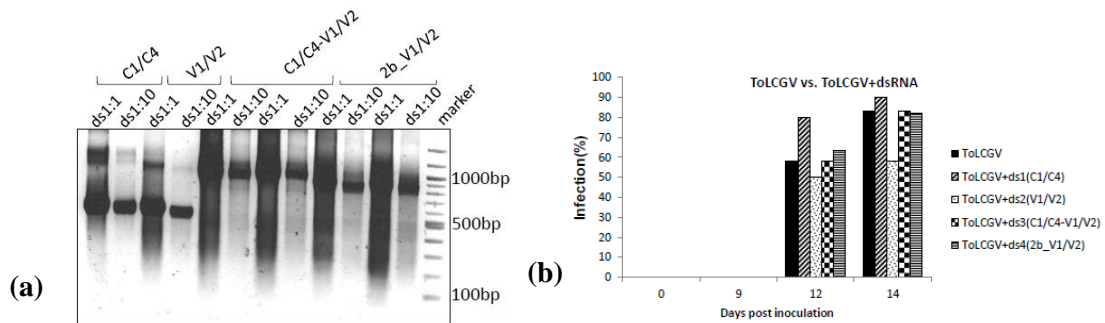 C1/C4 V1/V2 C1/C4-V1/V2 2b_V1/V2
ds1:1 ds1:10 ds1:1 ds1:10 ds1:1 ds1:10 ds1:1 ds1:10 ds1:1 ds1:10 ds1:1 ds1:10 marker
1000bp
500bp
100bp
(a)
ToLCGV vs. ToLCGV+dsRNA
Infection(%)
100
90
80
70
60
50
40
30
20
10
0
0 9 12 14
Days post inoculation
ToLCGV
ToLCGV+ds1(C1/C4)
ToLCGV+ds2(V1/V2)
ToLCGV+ds3(C1/C4-V1/V2)
ToLCGV+ds4(2b_V1/V2)
(b)